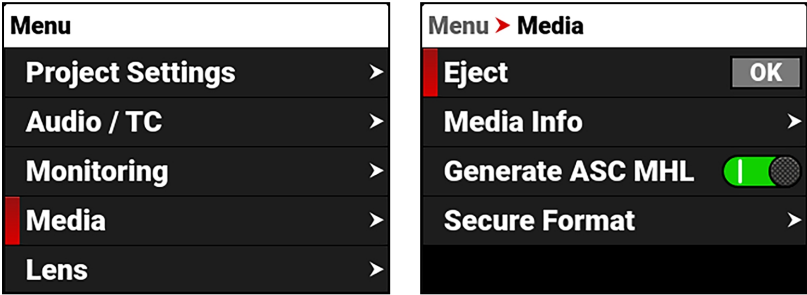 Menu
Project Settings
Audio / TC
Monitoring
Media
Lens
Menu ➤ Media
Eject OK
Media Info
Generate ASC MHL
Secure Format